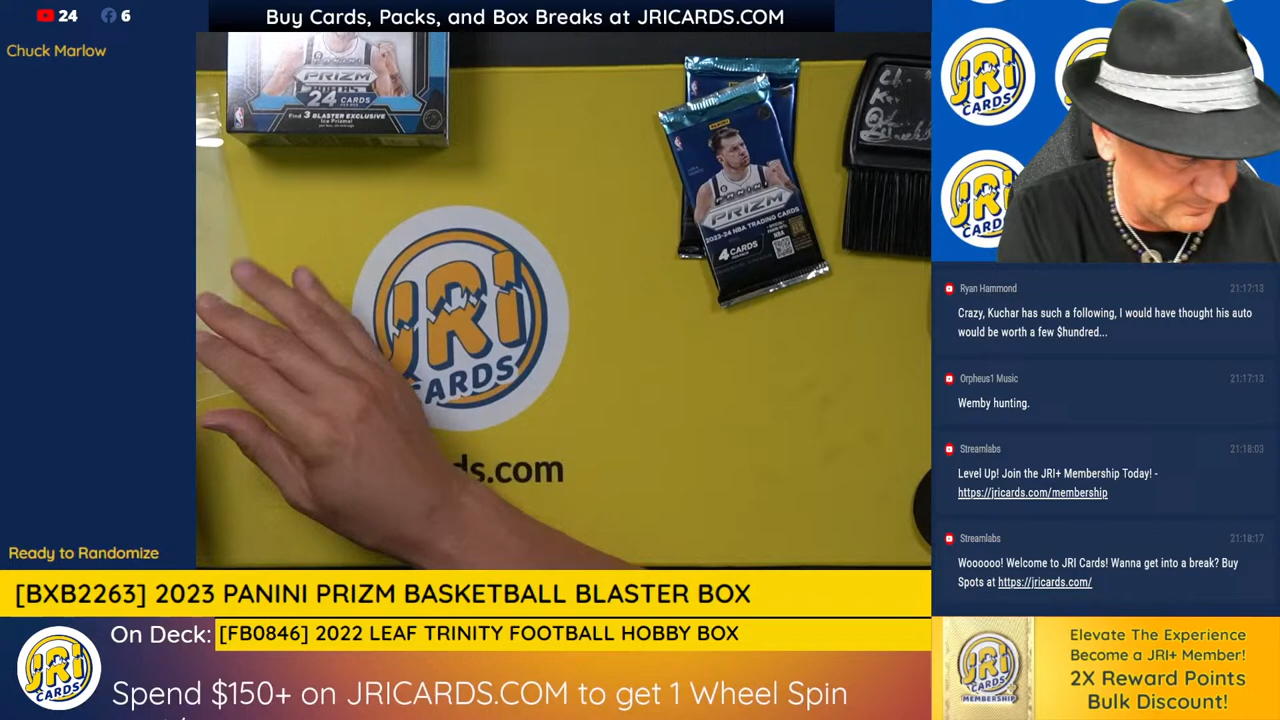 24
6
Buy Cards, Packs, and Box Breaks at JRICARDS.COM
Chuck Marlow
PRIZM
24 CARDS
Find 3 BLASTER EXCLUSIVE
Ice Prizms!
PANINI
PANINI
PRIZM
2023-24 NBA TRADING CARDS
4 CARDS
NBA
JRI
CARDS
ds.com
JRI
CARDS
JRI
CARDS
Ryan Hammond
21:17:13
Crazy, Kuchar has such a following, I would have thought his auto
would be worth a few $hundred...
Orpheus1 Music
21:17:13
Wemby hunting.
Streamlabs
21:18:03
Level Up! Join the JRI+ Membership Today! -
https://jricards.com/membership
Streamlabs
21:18:17
Woooooo! Welcome to JRI Cards! Wanna get into a break? Buy
Spots at https://jricards.com/
Ready to Randomize
[BXB2263] 2023 PANINI PRIZM BASKETBALL BLASTER BOX
On Deck: [FB0846] 2022 LEAF TRINITY FOOTBALL HOBBY BOX
JRI
CARDS
Spend $150+ on JRICARDS.COM to get 1 Wheel Spin
JRI
CARDS
MEMBERSHIP
Elevate The Experience
Become a JRI+ Member!
2X Reward Points
Bulk Discount!